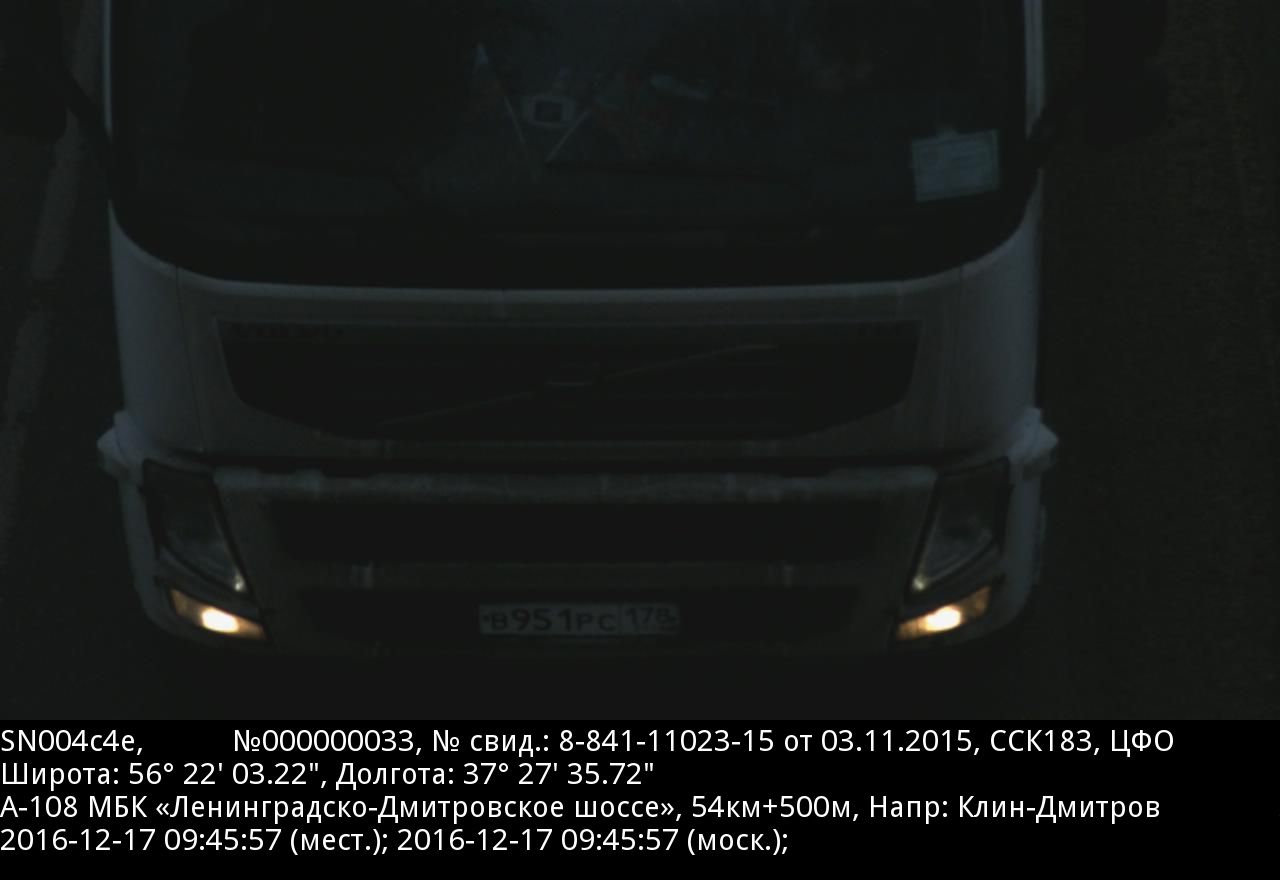 В951РС 178
SN004c4e, №000000033, № свид.: 8-841-11023-15 от 03.11.2015, ССК183, ЦФО
Широта: 56° 22' 03.22", Долгота: 37° 27' 35.72"
А-108 МБК «Ленинградско-Дмитровское шоссе», 54км+500м, Напр: Клин-Дмитров
2016-12-17 09:45:57 (мест.); 2016-12-17 09:45:57 (моск.);